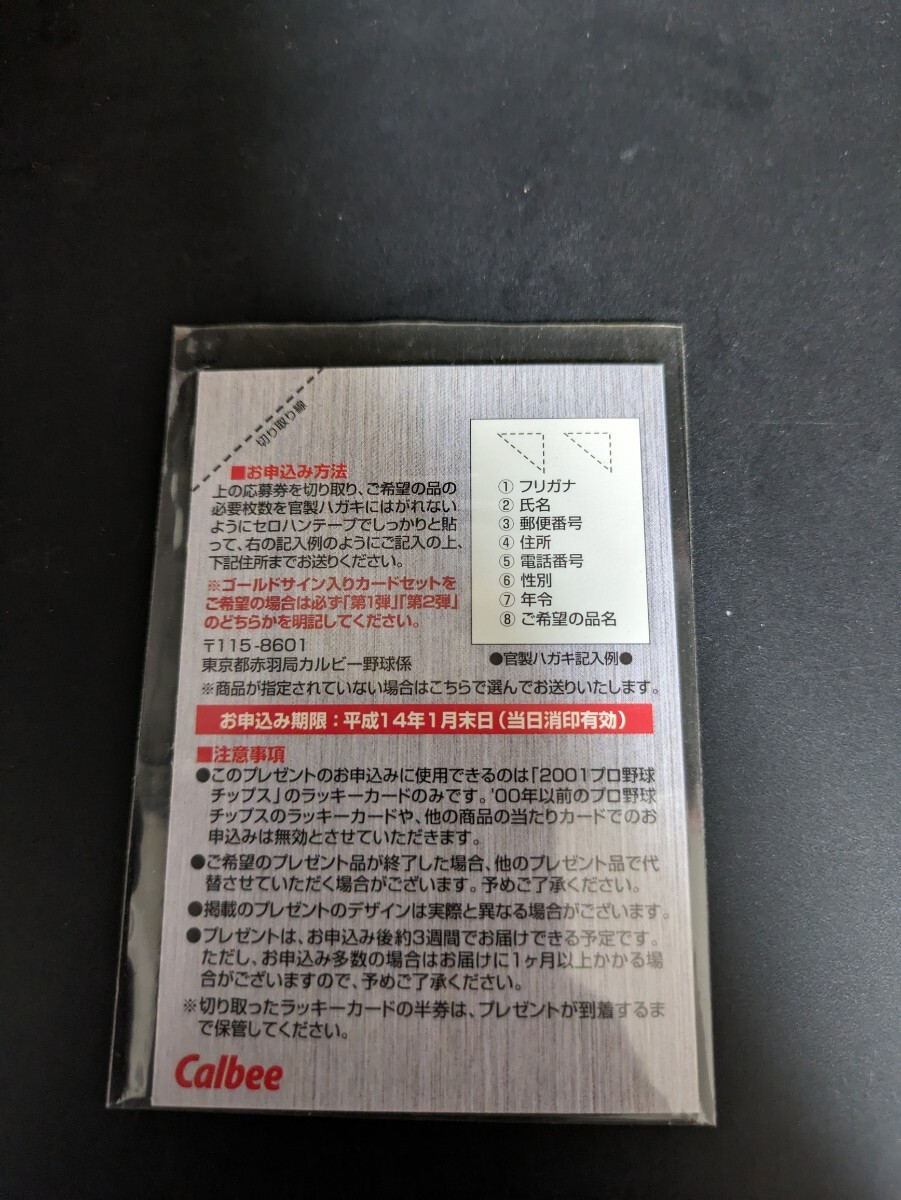 切り取り線
■お申込み方法
上の応募券を切り取り、ご希望の品の
必要枚数を官製ハガキにはがれない
ようにセロハンテープでしっかりと貼
って、右の記入例のようにご記入の上、
下記住所までお送りください。
※ゴールドサイン入りカードセットを
ご希望の場合は必ず「第1弾」「第2弾」
のどちらかを明記してください。
〒115-8601
東京都赤羽局カルビー野球係
① フリガナ
② 氏名
③ 郵便番号
④ 住所
⑤ 電話番号
⑥ 性別
⑦ 年令
⑧ ご希望の品名
●官製ハガキ記入例●
※商品が指定されていない場合はこちらで選んでお送りいたします。
お申込み期限：平成14年1月末日（当日消印有効）
■注意事項
●このプレゼントのお申込みに使用できるのは「2001プロ野球
チップス」のラッキーカードのみです。'00年以前のプロ野球
チップスのラッキーカードや、他の商品の当たりカードでのお
申込みは無効とさせていただきます。
●ご希望のプレゼント品が終了した場合、他のプレゼント品で代
替させていただく場合がございます。予めご了承ください。
●掲載のプレゼントのデザインは実際と異なる場合がございます。
●プレゼントは、お申込み後約3週間でお届けできる予定です。
ただし、お申込み多数の場合はお届けに1ヶ月以上かかる場
合がございますので、予めご了承ください。
※切り取ったラッキーカードの半券は、プレゼントが到着するま
で保管してください。
Calbee